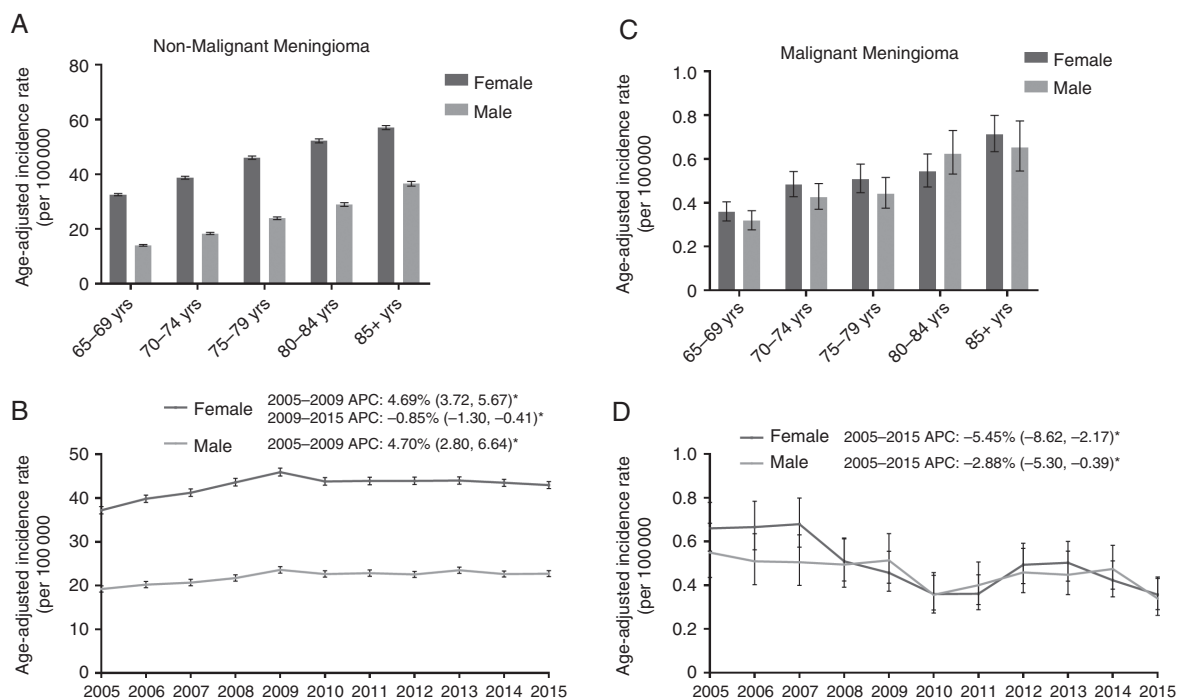 A
Non-Malignant Meningioma
Age-adjusted incidence rate
(per 100 000)
80
60
40
20
0
Female
Male
65–69 yrs
70–74 yrs
75–79 yrs
80–84 yrs
85+ yrs
C
Malignant Meningioma
Age-adjusted incidence rate
(per 100 000)
1.0
0.8
0.6
0.4
0.2
0
Female
Male
65–69 yrs
70–74 yrs
75–79 yrs
80–84 yrs
85+ yrs
B
Female 2005–2009 APC: 4.69% (3.72, 5.67)*
2009–2015 APC: –0.85% (–1.30, –0.41)*
Male 2005–2009 APC: 4.70% (2.80, 6.64)*
Age-adjusted incidence rate
(per 100 000)
50
40
30
20
10
0
2005 2006 2007 2008 2009 2010 2011 2012 2013 2014 2015
D
Female 2005–2015 APC: –5.45% (–8.62, –2.17)*
Male 2005–2015 APC: –2.88% (–5.30, –0.39)*
Age-adjusted incidence rate
(per 100 000)
1.0
0.8
0.6
0.4
0.2
0
2005 2006 2007 2008 2009 2010 2011 2012 2013 2014 2015